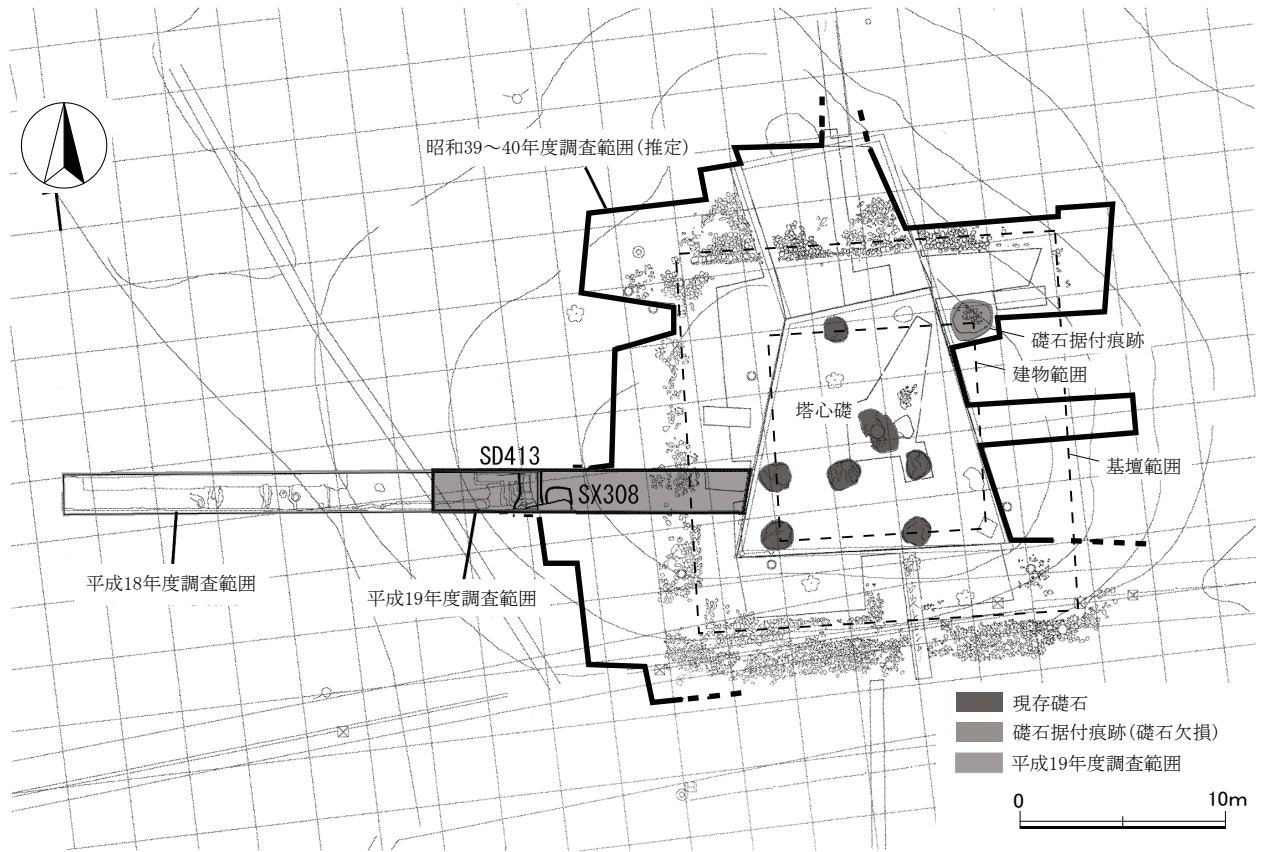 昭和39～40年度調査範囲(推定)
礎石据付痕跡
建物範囲
塔心礎
基壇範囲
SD413
SX308
平成18年度調査範囲
平成19年度調査範囲
現存礎石
礎石据付痕跡(礎石欠損)
平成19年度調査範囲
0 10m